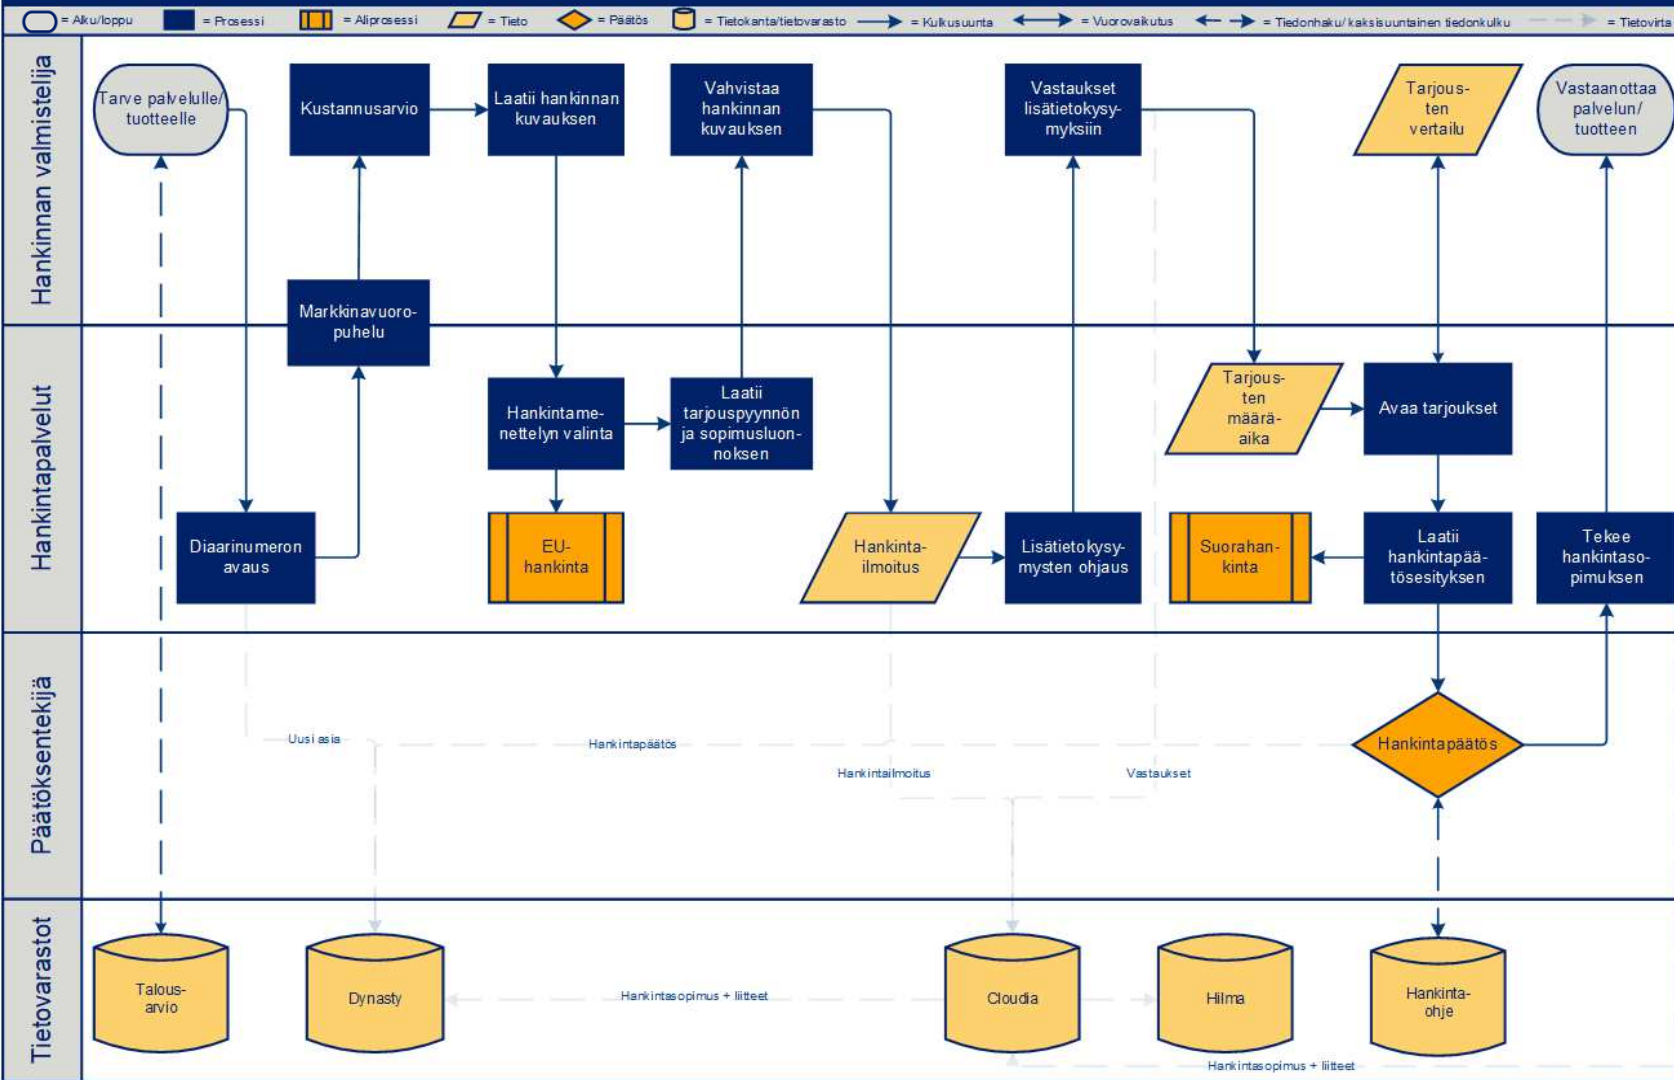 = Alku/loppu
= Prosessi
= Aliprosessi
= Tieto
= Päätös
= Tietokanta/tietovarasto
= Kulkusuunta
= Vuorovaikutus
= Tiedonhaku/ kaksisuuntainen tiedonkulku
= Tietovirta
Hankinnan valmistelija
Tarve palvelulle/
tuotteelle
Kustannusarvio
Laatii hankinnan
kuvauksen
Vahvistaa
hankinnan
kuvauksen
Vastaukset
lisätietokysy-
myksiin
Tarjous-
ten
vertailu
Vastaanottaa
palvelun/
tuotteen
Markkinavuoro-
puhelu
Hankintapalvelut
Hankintame-
nettelyn valinta
Laatii
tarjouspyynnön
ja sopimusluon-
noksen
Tarjous-
ten
määrä-
aika
Avaa tarjoukset
Diaarinumeron
avaus
EU-
hankinta
Hankinta-
ilmoitus
Lisätietokysy-
mysten ohjaus
Suorahan-
kinta
Laatii
hankintapää-
tösesityksen
Tekee
hankintaso-
pimuksen
Päätöksentekijä
Uusi asia
Hankintapäätös
Hankintailmoitus
Vastaukset
Hankintapäätös
Tietovarastot
Talous-
arvio
Dynasty
Hankintasopimus + liitteet
Cloudia
Hilma
Hankinta-
ohje
Hankintasopimus + liitteet